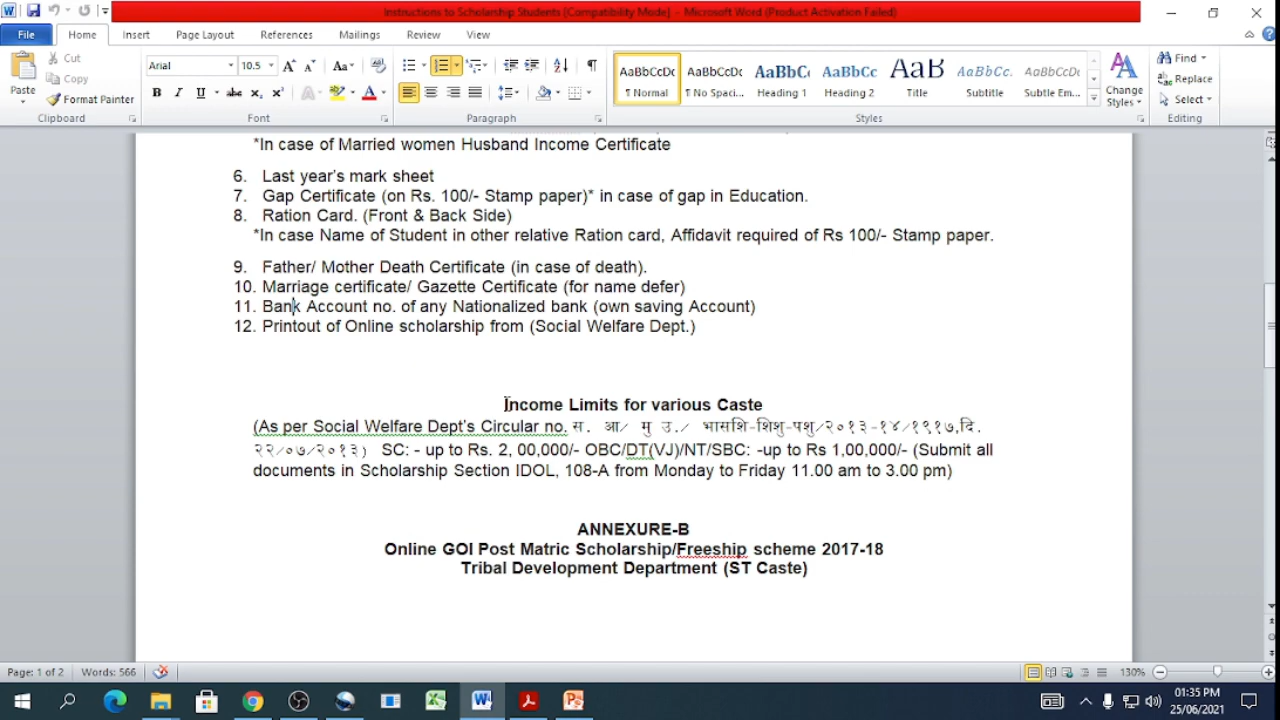 Instructions to Scholarship Students [Compatibility Mode] - Microsoft Word (Product Activation Failed)
File Home Insert Page Layout References Mailings Review View
Paste
Cut
Copy
Format Painter
Clipboard
Arial 10.5
Font
Paragraph
AaBbCcDc AaBbCcDc AaBbC AaBbCc AaB AaBbCc. AaBbCcDc
¶ Normal ¶ No Spaci... Heading 1 Heading 2 Title Subtitle Subtle Em...
Styles
Change Styles
Find
Replace
Select
Editing
*In case of Married women Husband Income Certificate
6. Last year's mark sheet
7. Gap Certificate (on Rs. 100/- Stamp paper)* in case of gap in Education.
8. Ration Card. (Front & Back Side)
*In case Name of Student in other relative Ration card, Affidavit required of Rs 100/- Stamp paper.
9. Father/ Mother Death Certificate (in case of death).
10. Marriage certificate/ Gazette Certificate (for name defer)
11. Bank Account no. of any Nationalized bank (own saving Account)
12. Printout of Online scholarship from (Social Welfare Dept.)
Income Limits for various Caste
(As per Social Welfare Dept's Circular no. स. आ/ मु उ./ भासशि-शिशु-पशु/२०१३-१४/१९१७,दि.
२२/०७/२०१३) SC: - up to Rs. 2, 00,000/- OBC/DT(VJ)/NT/SBC: -up to Rs 1,00,000/- (Submit all
documents in Scholarship Section IDOL, 108-A from Monday to Friday 11.00 am to 3.00 pm)
ANNEXURE-B
Online GOI Post Matric Scholarship/Freeship scheme 2017-18
Tribal Development Department (ST Caste)
Page: 1 of 2 Words: 566 130%
01:35 PM
25/06/2021